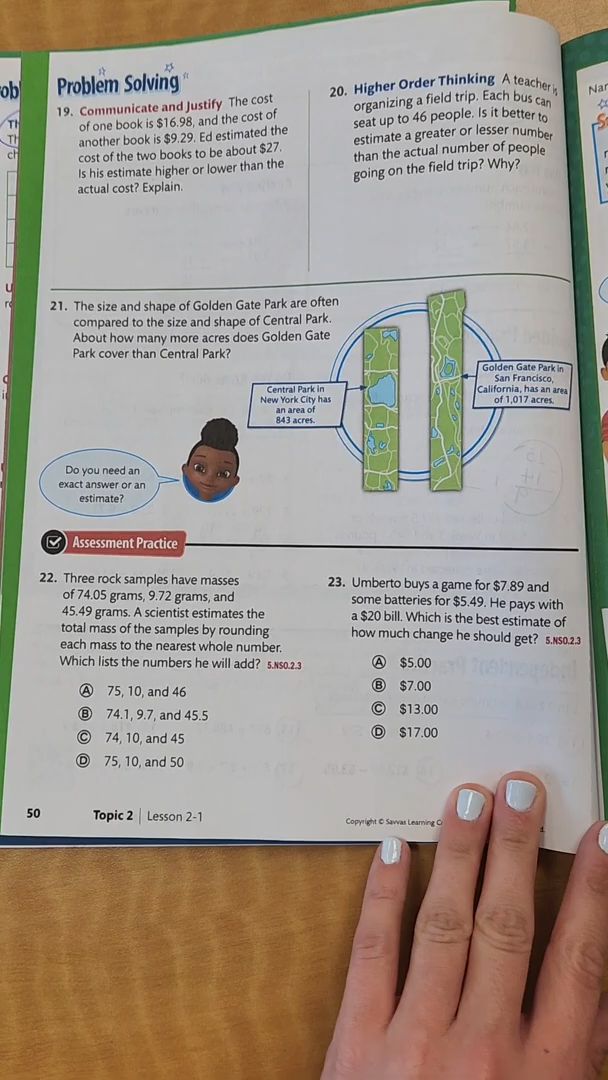 Problem Solving
19. Communicate and Justify The cost
of one book is $16.98, and the cost of
another book is $9.29. Ed estimated the
cost of the two books to be about $27.
Is his estimate higher or lower than the
actual cost? Explain.
20. Higher Order Thinking A teacher is
organizing a field trip. Each bus can
seat up to 46 people. Is it better to
estimate a greater or lesser number
than the actual number of people
going on the field trip? Why?
21. The size and shape of Golden Gate Park are often
compared to the size and shape of Central Park.
About how many more acres does Golden Gate
Park cover than Central Park?
Central Park in
New York City has
an area of
843 acres.
Golden Gate Park in
San Francisco,
California, has an area
of 1,017 acres.
Do you need an
exact answer or an
estimate?
Assessment Practice
22. Three rock samples have masses
of 74.05 grams, 9.72 grams, and
45.49 grams. A scientist estimates the
total mass of the samples by rounding
each mass to the nearest whole number.
Which lists the numbers he will add? 5.NSO.2.3
A 75, 10, and 46
B 74.1, 9.7, and 45.5
C 74, 10, and 45
D 75, 10, and 50
23. Umberto buys a game for $7.89 and
some batteries for $5.49. He pays with
a $20 bill. Which is the best estimate of
how much change he should get? 5.NSO.2.3
A $5.00
B $7.00
C $13.00
D $17.00
50 Topic 2 | Lesson 2-1
Copyright © Savvas Learning